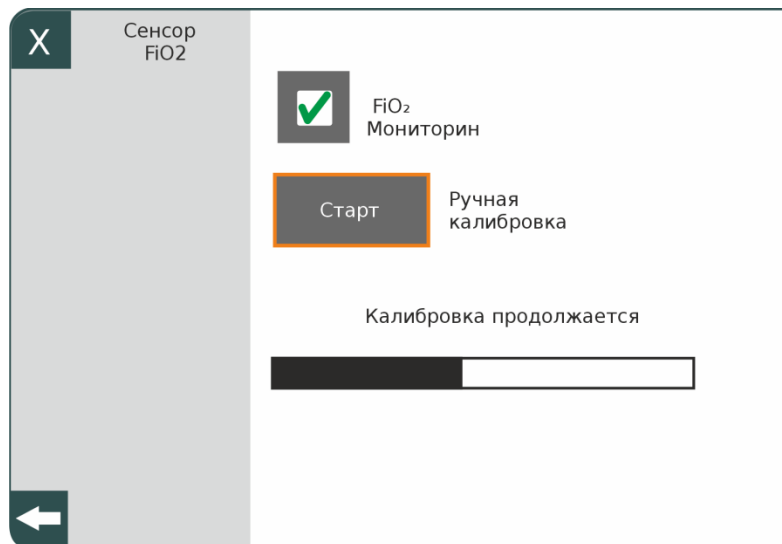 X
Сенсор
FiO2
FiO₂
Мониторин
Старт
Ручная
калибровка
Калибровка продолжается